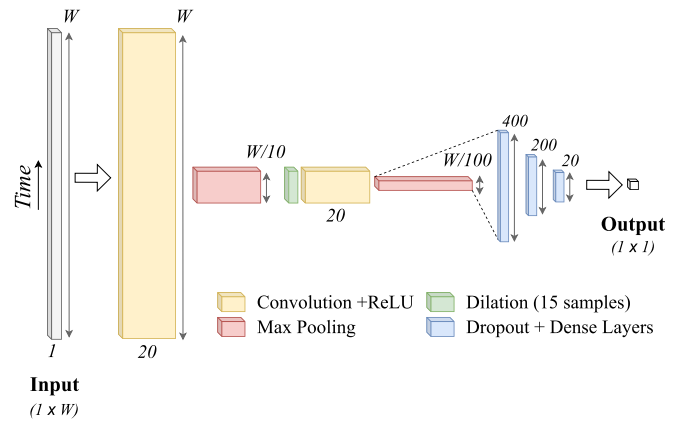 W
W
400
W/10
W/100
200
20
Time
20
Output
(1 x 1)
1
20
Convolution +ReLU
Dilation (15 samples)
Max Pooling
Dropout + Dense Layers
Input
(1 x W)